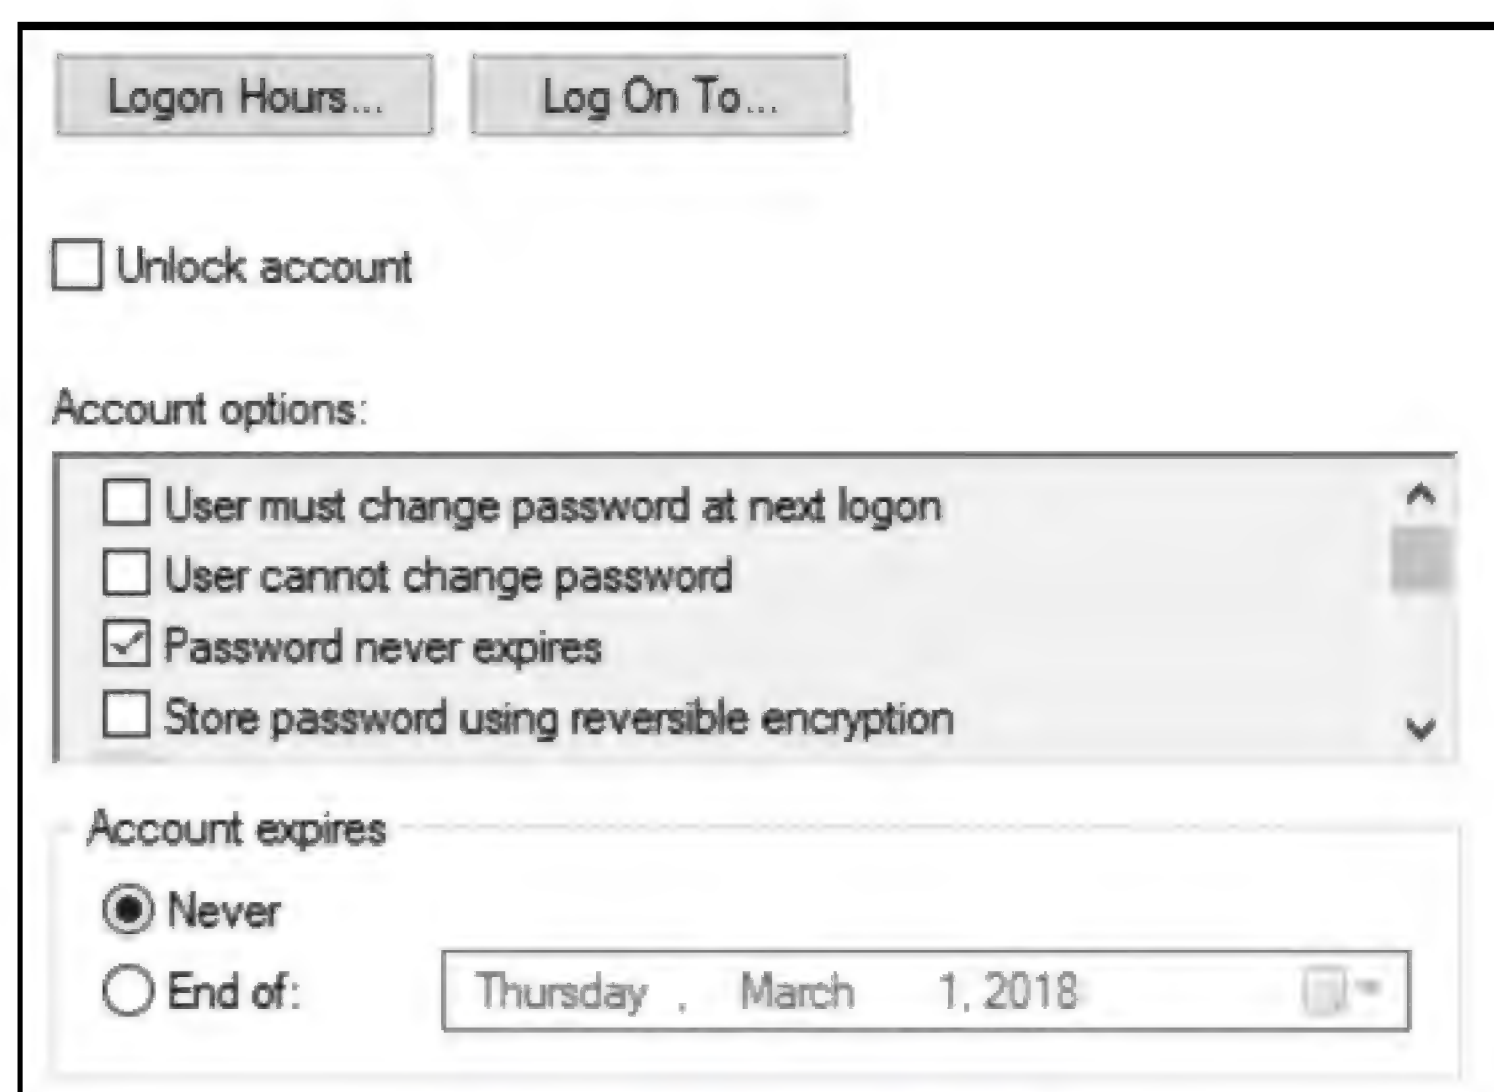 Logon Hours... Log On To...
Unlock account
Account options:
User must change password at next logon
User cannot change password
Password never expires
Store password using reversible encryption
Account expires
Never
End of: Thursday , March 1, 2018